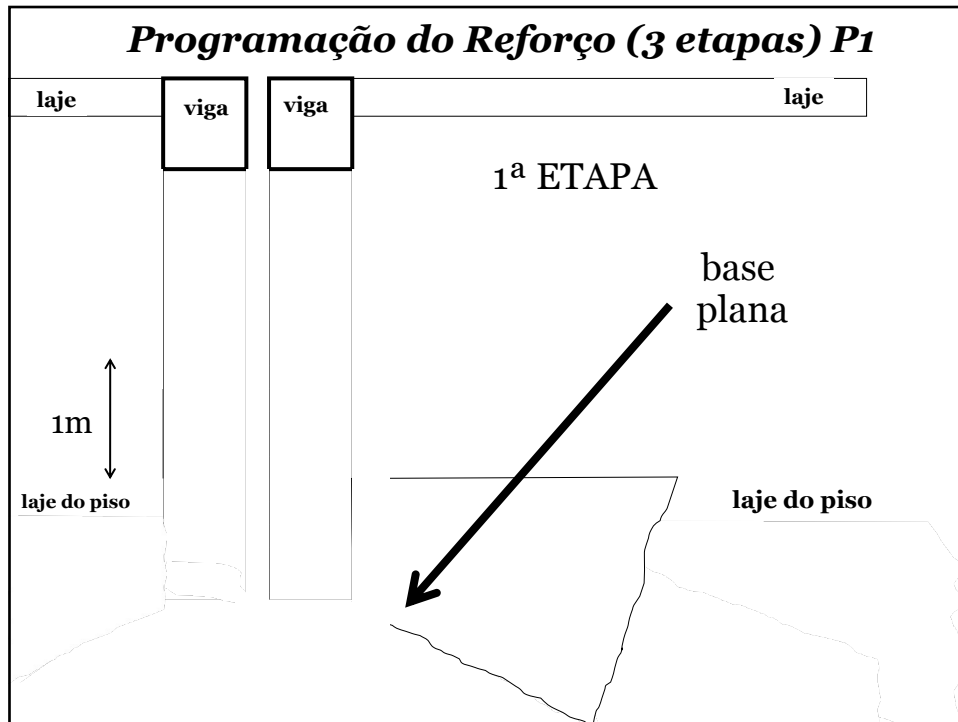 Programação do Reforço (3 etapas) P1
laje
viga
viga
laje
1ª ETAPA
base
plana
1m
laje do piso
laje do piso